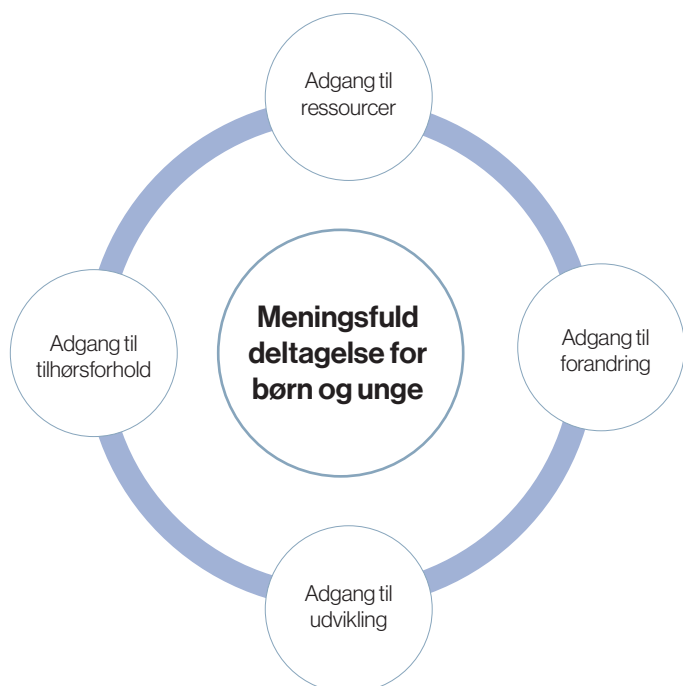 Adgang til
ressourcer
Meningsfuld
deltagelse for
børn og unge
Adgang til
tilhørsforhold
Adgang til
forandring
Adgang til
udvikling